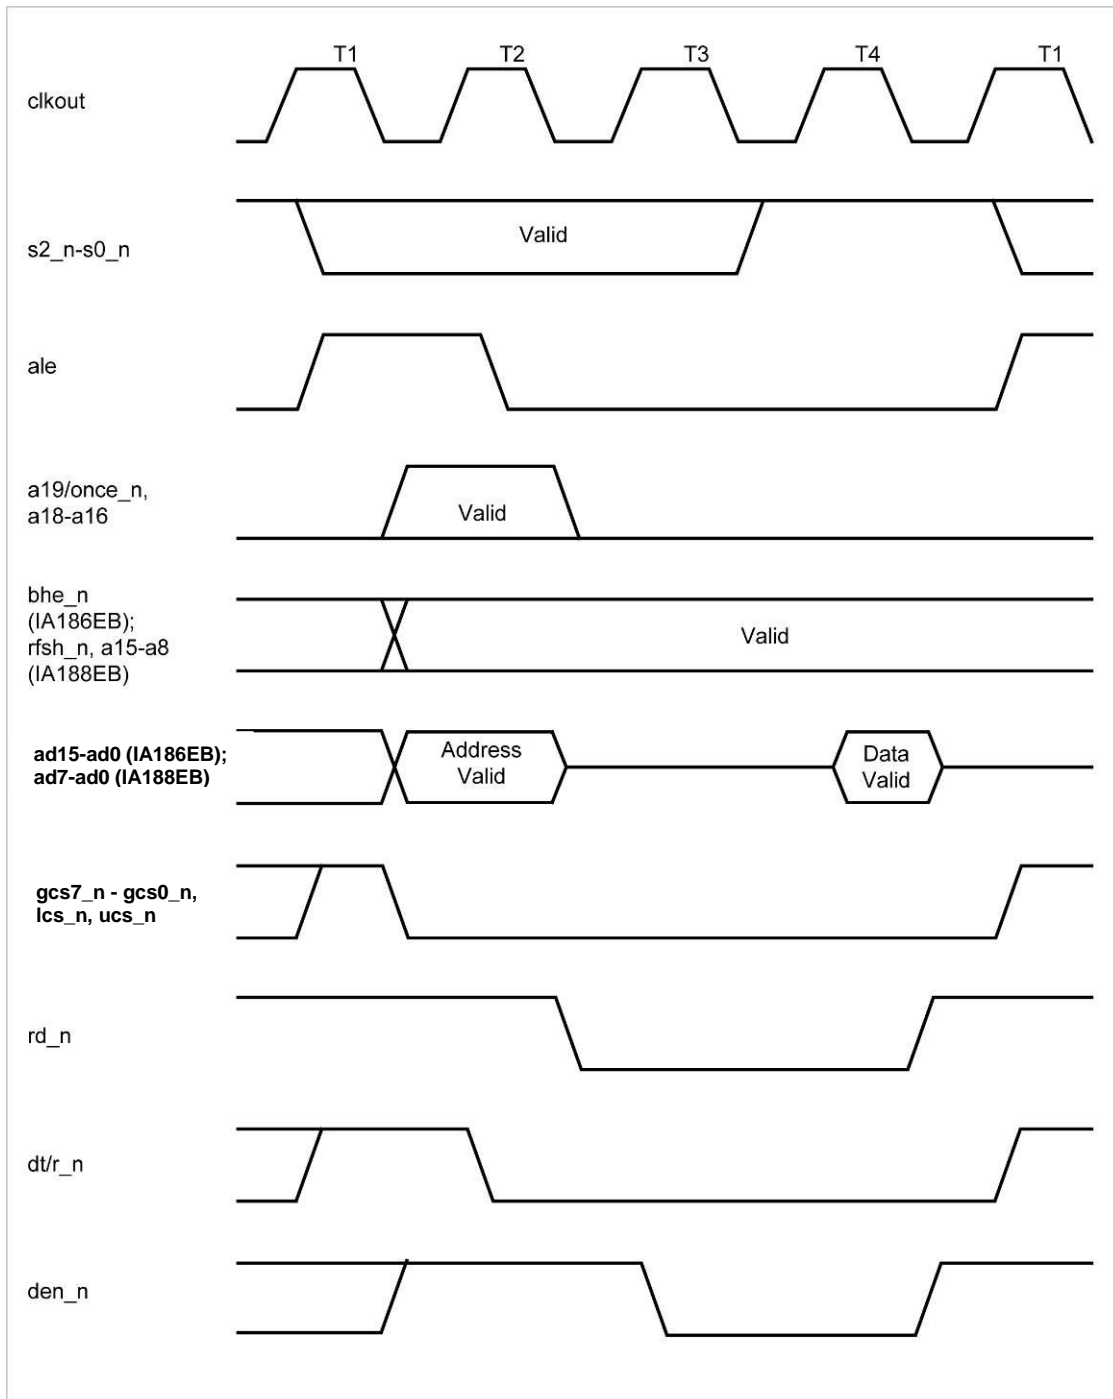 T1 T2 T3 T4 T1
clkout
s2_n-s0_n
Valid
ale
a19/once_n,
a18-a16
Valid
bhe_n
(IA186EB);
rfsh_n, a15-a8
(IA188EB)
Valid
ad15-ad0 (IA186EB);
ad7-ad0 (IA188EB)
Address
Valid
Data
Valid
gcs7_n - gcs0_n,
lcs_n, ucs_n
rd_n
dt/r_n
den_n